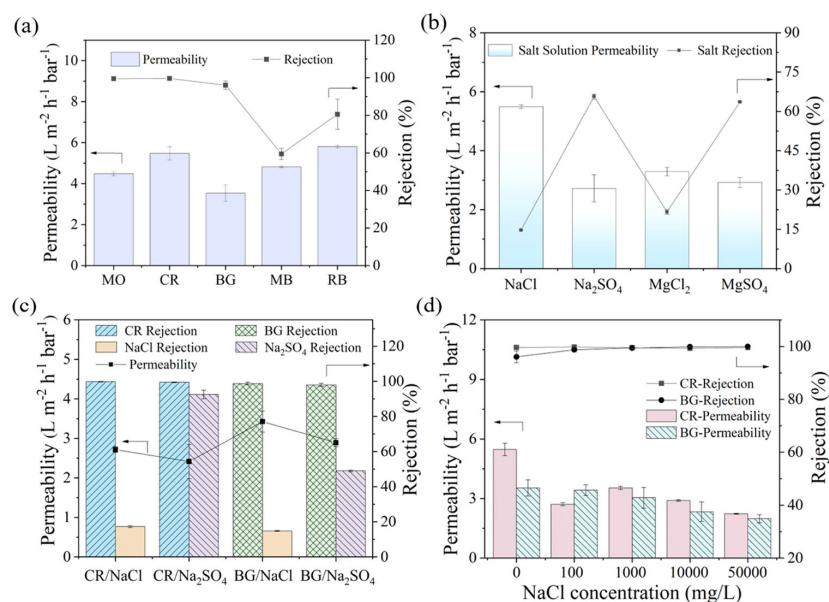 (a)
Permeability
Rejection
Permeability (L m⁻² h⁻¹ bar⁻¹)
10
9
8
6
4
2
0
MO
CR
BG
MB
RB
120
100
80
60
40
20
0
Rejection (%)
(b)
Salt Solution Permeability
Salt Rejection
Permeability (L m⁻² h⁻¹ bar⁻¹)
8
6
4
2
0
NaCl
Na₂SO₄
MgCl₂
MgSO₄
90
75
60
45
30
15
0
Rejection (%)
(c)
CR Rejection
BG Rejection
NaCl Rejection
Na₂SO₄ Rejection
Permeability
Permeability (L m⁻² h⁻¹ bar⁻¹)
6
5
4
3
2
1
0
CR/NaCl
CR/Na₂SO₄
BG/NaCl
BG/Na₂SO₄
120
100
80
60
40
20
0
Rejection (%)
(d)
CR-Rejection
BG-Rejection
CR-Permeability
BG-Permeability
Permeability (L m⁻² h⁻¹ bar⁻¹)
12
9
6
3
0
0
100
1000
10000
50000
NaCl concentration (mg/L)
100
80
60
40
20
Rejection (%)